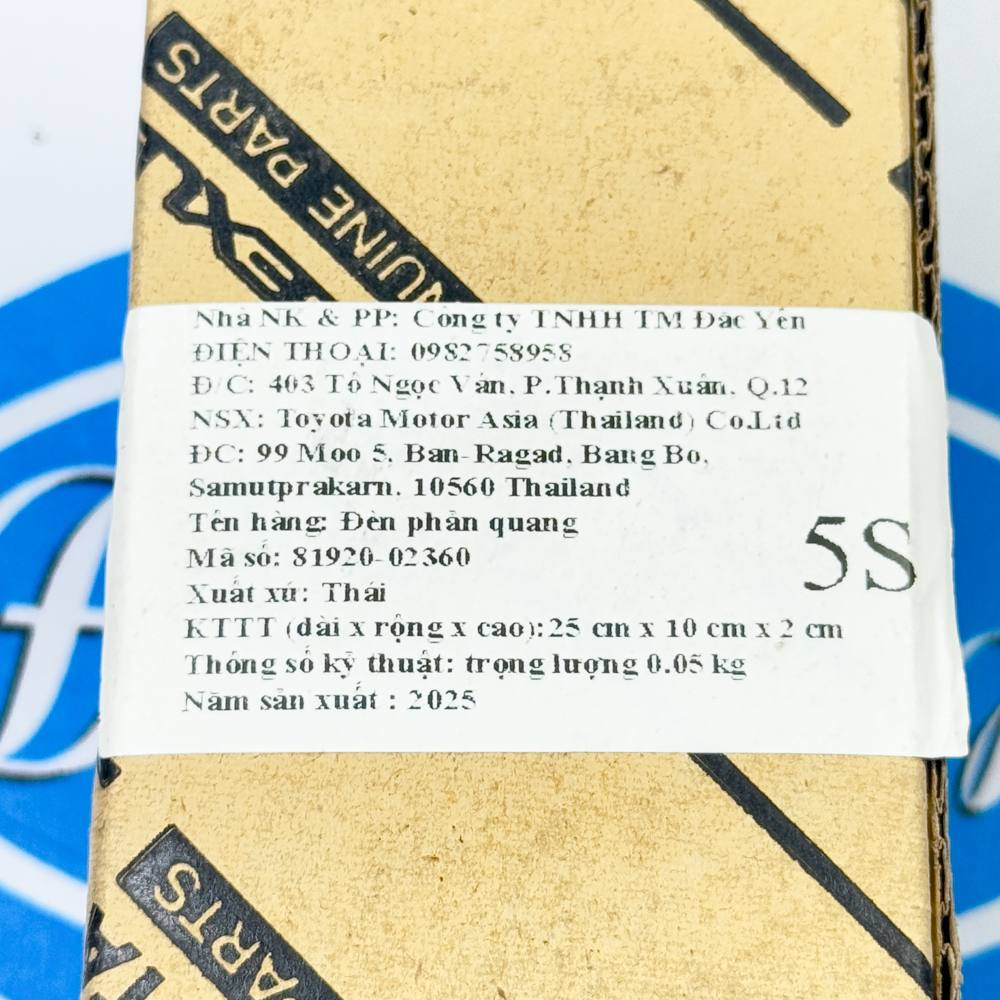 PARTS
NUINE PARTS
Nhà NK & PP: Công ty TNHH TM Đắc Yên
ĐIỆN THOẠI: 0982758958
Đ/C: 403 Tô Ngọc Vân, P.Thạnh Xuân, Q.12
NSX: Toyota Motor Asia (Thailand) Co.Ltd
ĐC: 99 Moo 5, Ban-Ragad, Bang Bo,
Samutprakarn, 10560 Thailand
Tên hàng: Đèn phản quang
Mã số: 81920-02360
5S
Xuất xứ: Thái
KTTT (dài x rộng x cao):25 cm x 10 cm x 2 cm
Thông số kỹ thuật: trọng lượng 0.05 kg
Năm sản xuất : 2025
PARTS